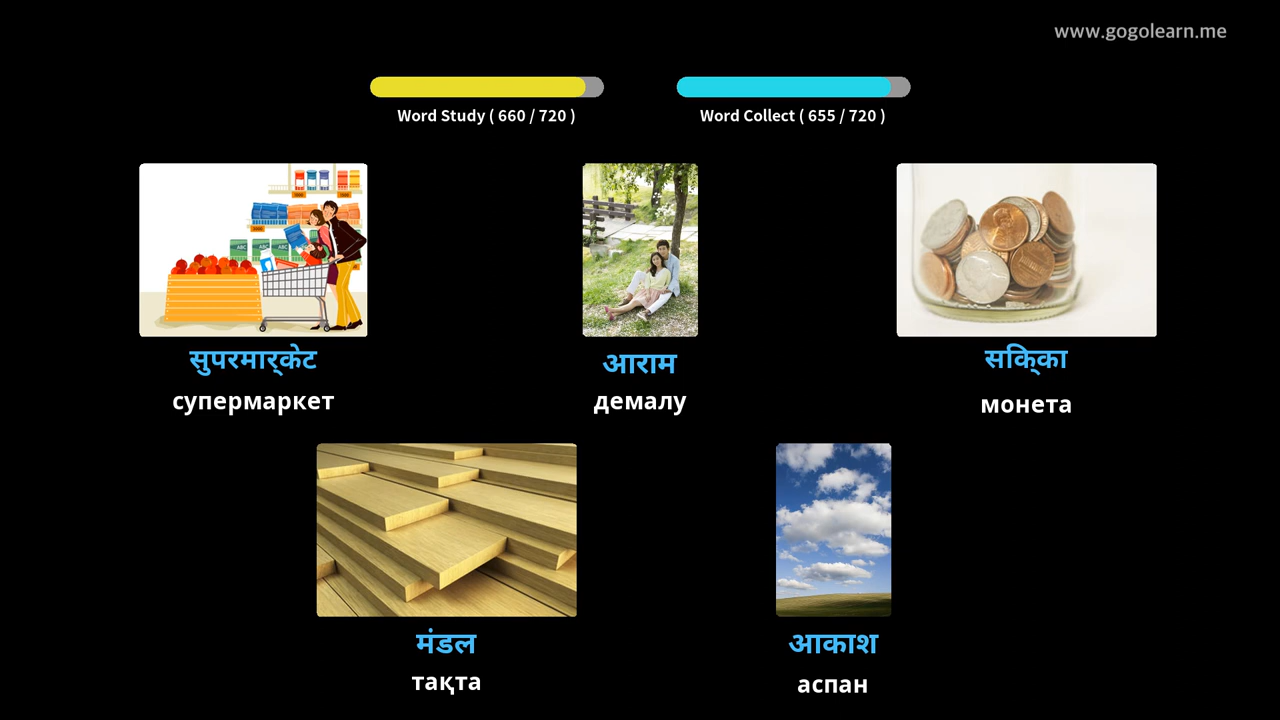 www.gogolearn.me
Word Study ( 660 / 720 )
Word Collect ( 655 / 720 )
सुपरमार्केट
супермаркет
आराम
демалу
सिक्का
монета
मंडल
тақта
आकाश
аспан